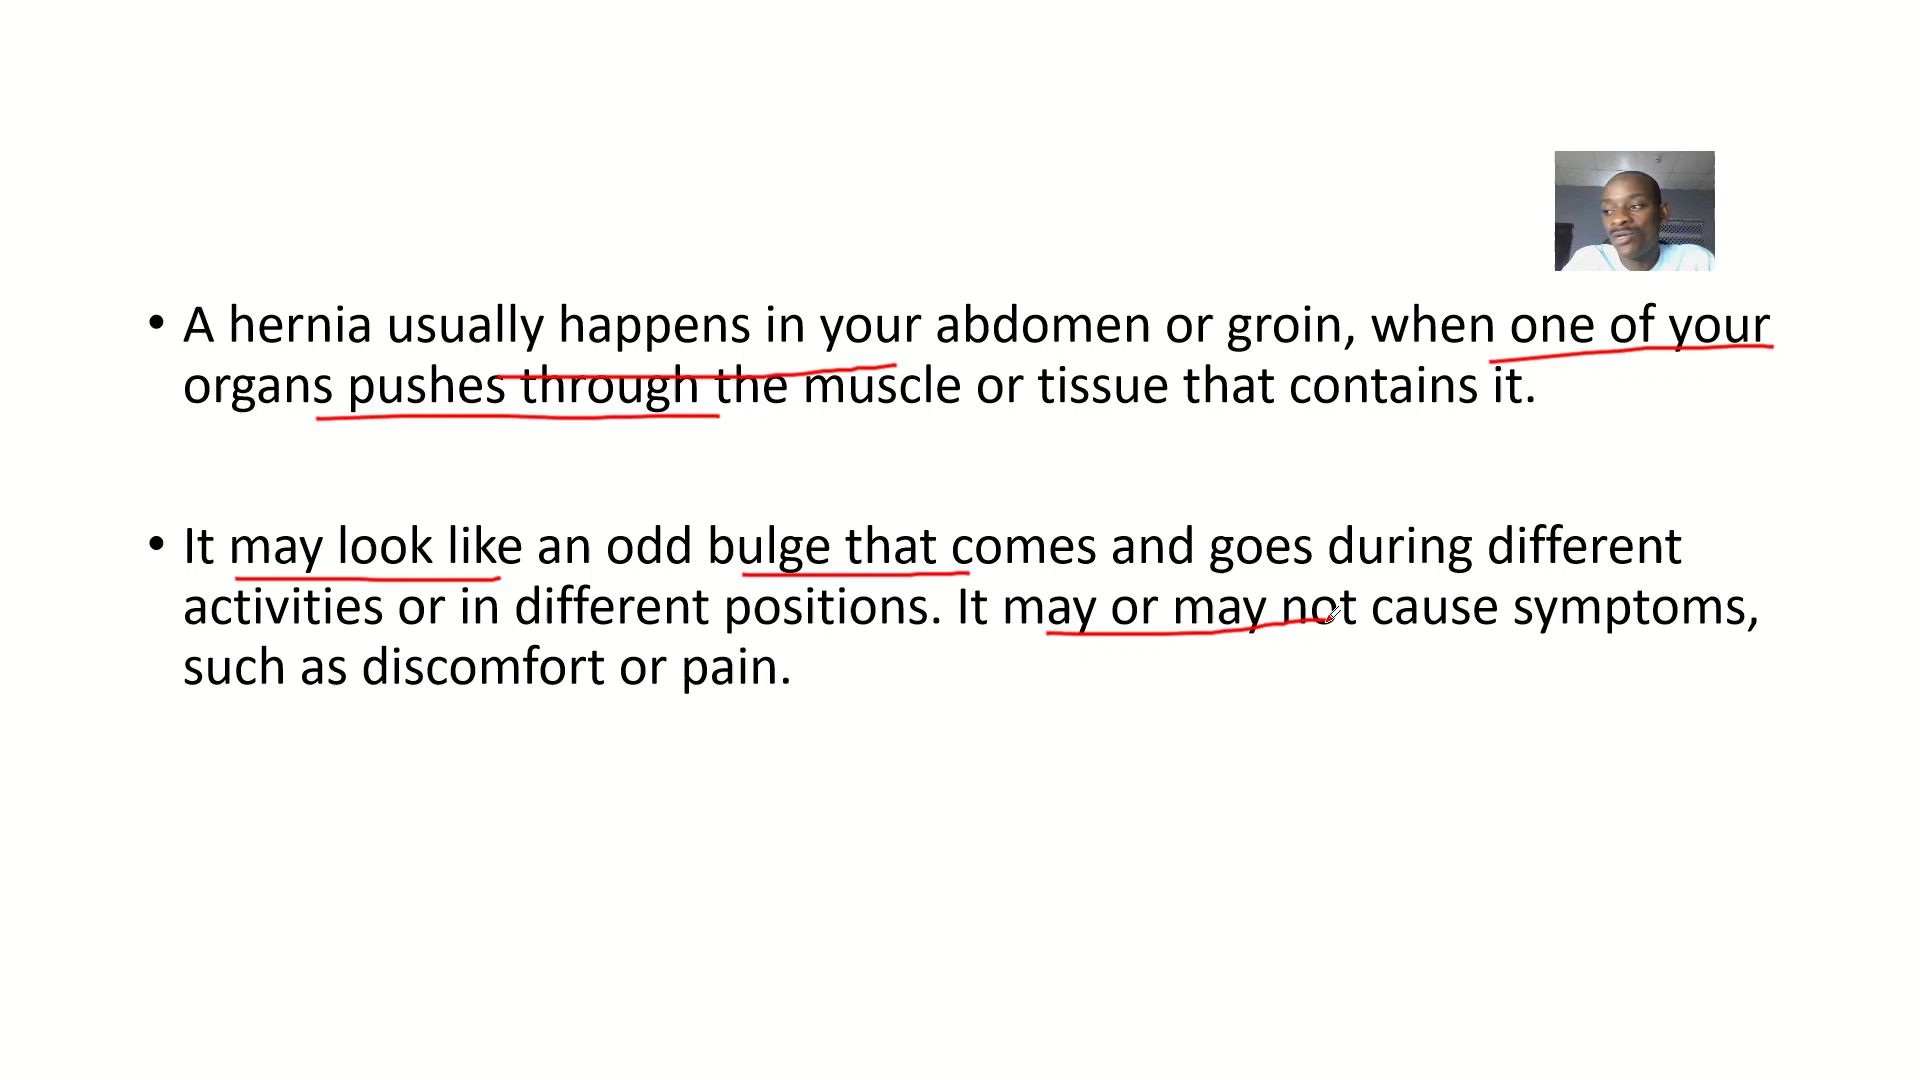 • A hernia usually happens in your abdomen or groin, when one of your
organs pushes through the muscle or tissue that contains it.
• It may look like an odd bulge that comes and goes during different
activities or in different positions. It may or may not cause symptoms,
such as discomfort or pain.